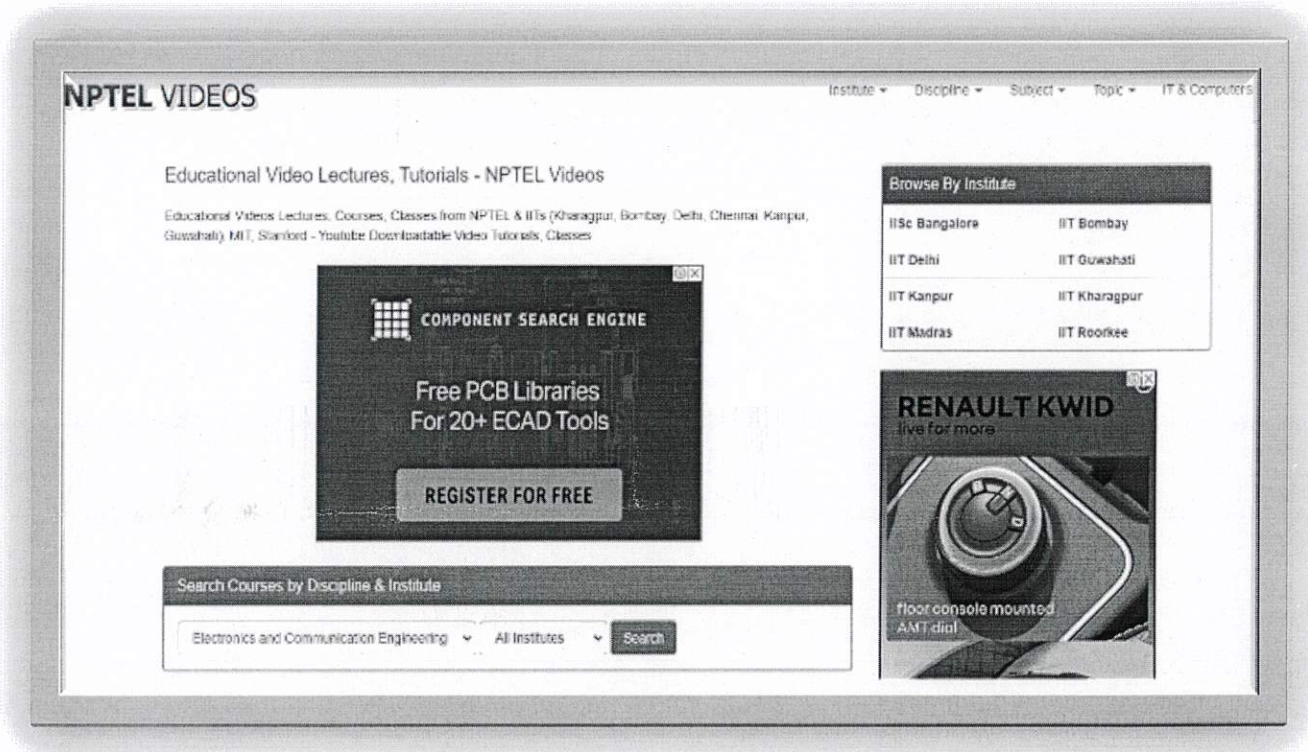 NPTEL VIDEOS
Institute
Discipline
Subject
Topic
IT & Computers
Educational Video Lectures, Tutorials - NPTEL Videos
Educational Videos Lectures, Courses, Classes from NPTEL & IITs (Kharagpur, Bombay, Delhi, Chennai, Kanpur,
Guwahati), MIT, Stanford - Youtube Downloadable Video Tutorials, Classes
COMPONENT SEARCH ENGINE
Free PCB Libraries
For 20+ ECAD Tools
REGISTER FOR FREE
Search Courses by Discipline & Institute
Electronics and Communication Engineering
All Institutes
Search
Browse By Institute
IISc Bangalore
IIT Bombay
IIT Delhi
IIT Guwahati
IIT Kanpur
IIT Kharagpur
IIT Madras
IIT Roorkee
RENAULT KWID
live for more
floor console mounted
AMT dial